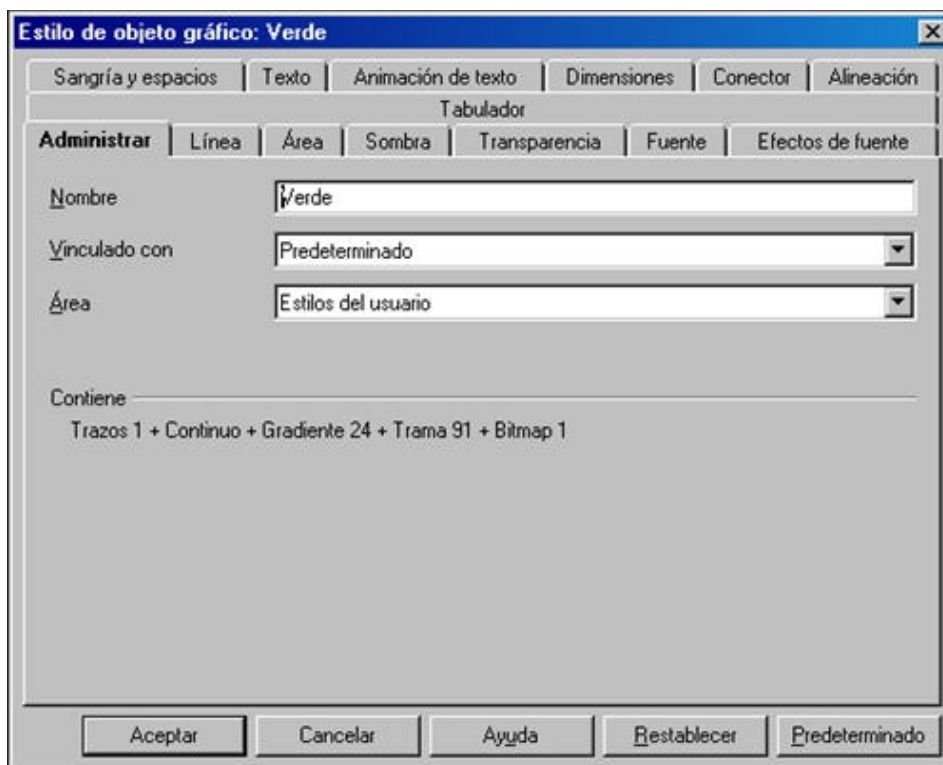 Estilo de objeto gráfico: Verde
Sangría y espacios Texto Animación de texto Dimensiones Conector Alineación
Tabulador
Administrar Línea Área Sombra Transparencia Fuente Efectos de fuente
Nombre Verde
Vinculado con Predeterminado
Área Estilos del usuario
Contiene
Trazos 1 + Continuo + Gradiente 24 + Trama 91 + Bitmap 1
Aceptar Cancelar Ayuda Restablecer Predeterminado